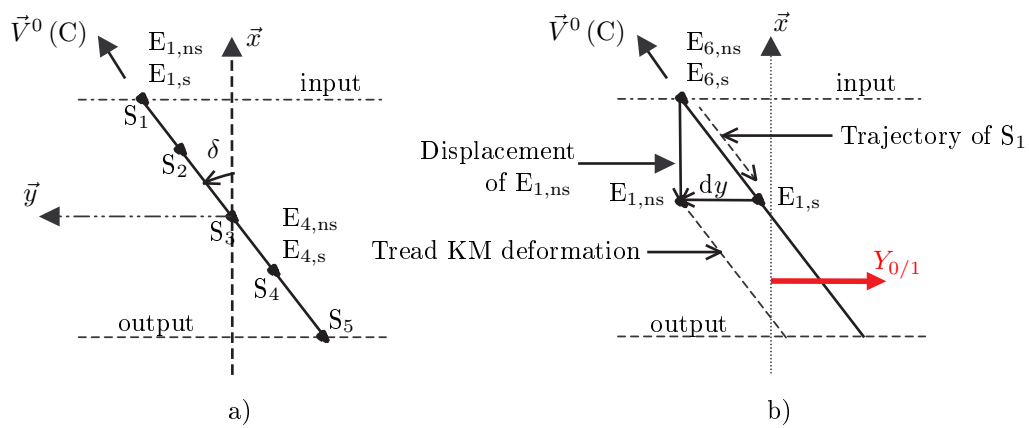 V⃗⁰ (C)
E₁,ns
E₁,s
x⃗
input
S₁
S₂
δ
y⃗
S₃
E₄,ns
E₄,s
S₄
S₅
output
a)
V⃗⁰ (C)
E₆,ns
E₆,s
x⃗
input
Trajectory of S₁
Displacement
of E₁,ns
E₁,ns
dy
E₁,s
Tread KM deformation
Y₀/₁
output
b)